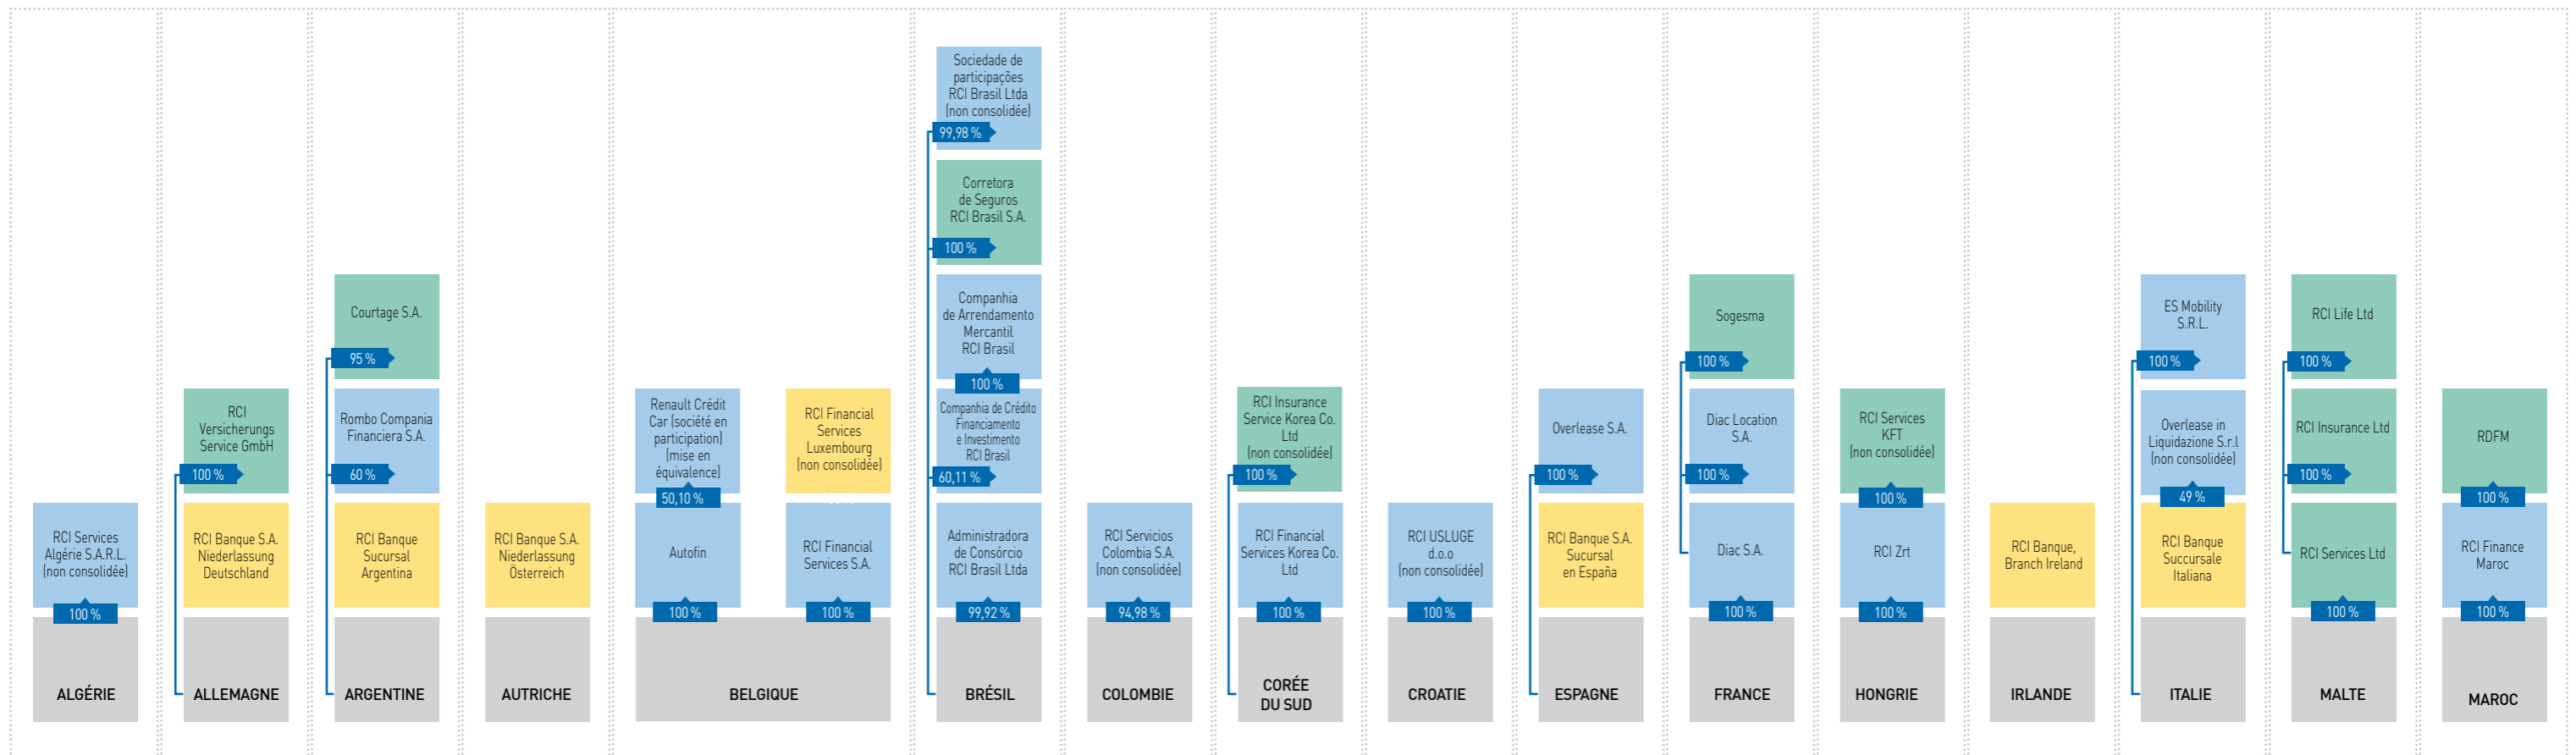 RCI Services
Algérie S.A.R.L.
(non consolidée)
100 %
ALGÉRIE
RCI
Versicherungs
Service GmbH
100 %
RCI Banque S.A.
Niederlassung
Deutschland
ALLEMAGNE
Courtage S.A.
95 %
Rombo Compania
Financiera S.A.
60 %
RCI Banque
Sucursal
Argentina
ARGENTINE
RCI Banque S.A.
Niederlassung
Österreich
AUTRICHE
Renault Crédit
Car (société en
participation)
(mise en
équivalence)
50,10 %
Autofin
100 %
RCI Financial
Services
Luxembourg
(non consolidée)
RCI Financial
Services S.A.
100 %
BELGIQUE
Sociedade de
participações
RCI Brasil Ltda
(non consolidée)
99,98 %
Corretora
de Seguros
RCI Brasil S.A.
100 %
Companhia
de Arrendamento
Mercantil
RCI Brasil
100 %
Companhia de Crédito
Financiamento
e Investimento
RCI Brasil
60,11 %
Administradora
de Consórcio
RCI Brasil Ltda
99,92 %
BRÉSIL
RCI Servicios
Colombia S.A.
(non consolidée)
94,98 %
COLOMBIE
RCI Insurance
Service Korea Co.
Ltd
(non consolidée)
100 %
RCI Financial
Services Korea Co.
Ltd
100 %
CORÉE
DU SUD
RCI USLUGE
d.o.o
(non consolidée)
100 %
CROATIE
Overlease S.A.
100 %
RCI Banque S.A.
Sucursal
en España
ESPAGNE
Sogesma
100 %
Diac Location
S.A.
100 %
Diac S.A.
100 %
FRANCE
RCI Services
KFT
(non consolidée)
100 %
RCI Zrt
100 %
HONGRIE
RCI Banque,
Branch Ireland
IRLANDE
ES Mobility
S.R.L.
100 %
Overlease in
Liquidazione S.r.l
(non consolidée)
49 %
RCI Banque
Succursale
Italiana
ITALIE
RCI Life Ltd
100 %
RCI Insurance Ltd
100 %
RCI Services Ltd
100 %
MALTE
RDFM
100 %
RCI Finance
Maroc
100 %
MAROC